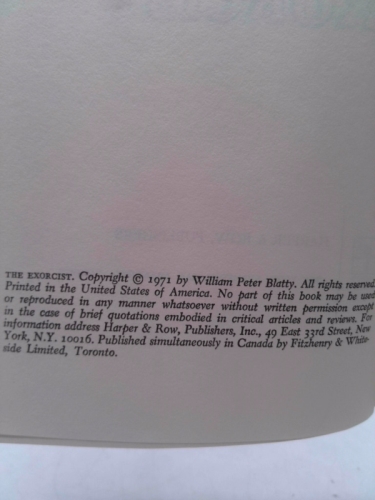 THE EXORCIST. Copyright © 1971 by William Peter Blatty. All rights reserved.
Printed in the United States of America. No part of this book may be used
or reproduced in any manner whatsoever without written permission except
in the case of brief quotations embodied in critical articles and reviews. For
information address Harper & Row, Publishers, Inc., 49 East 33rd Street, New
York, N.Y. 10016. Published simultaneously in Canada by Fitzhenry & White-
side Limited, Toronto.